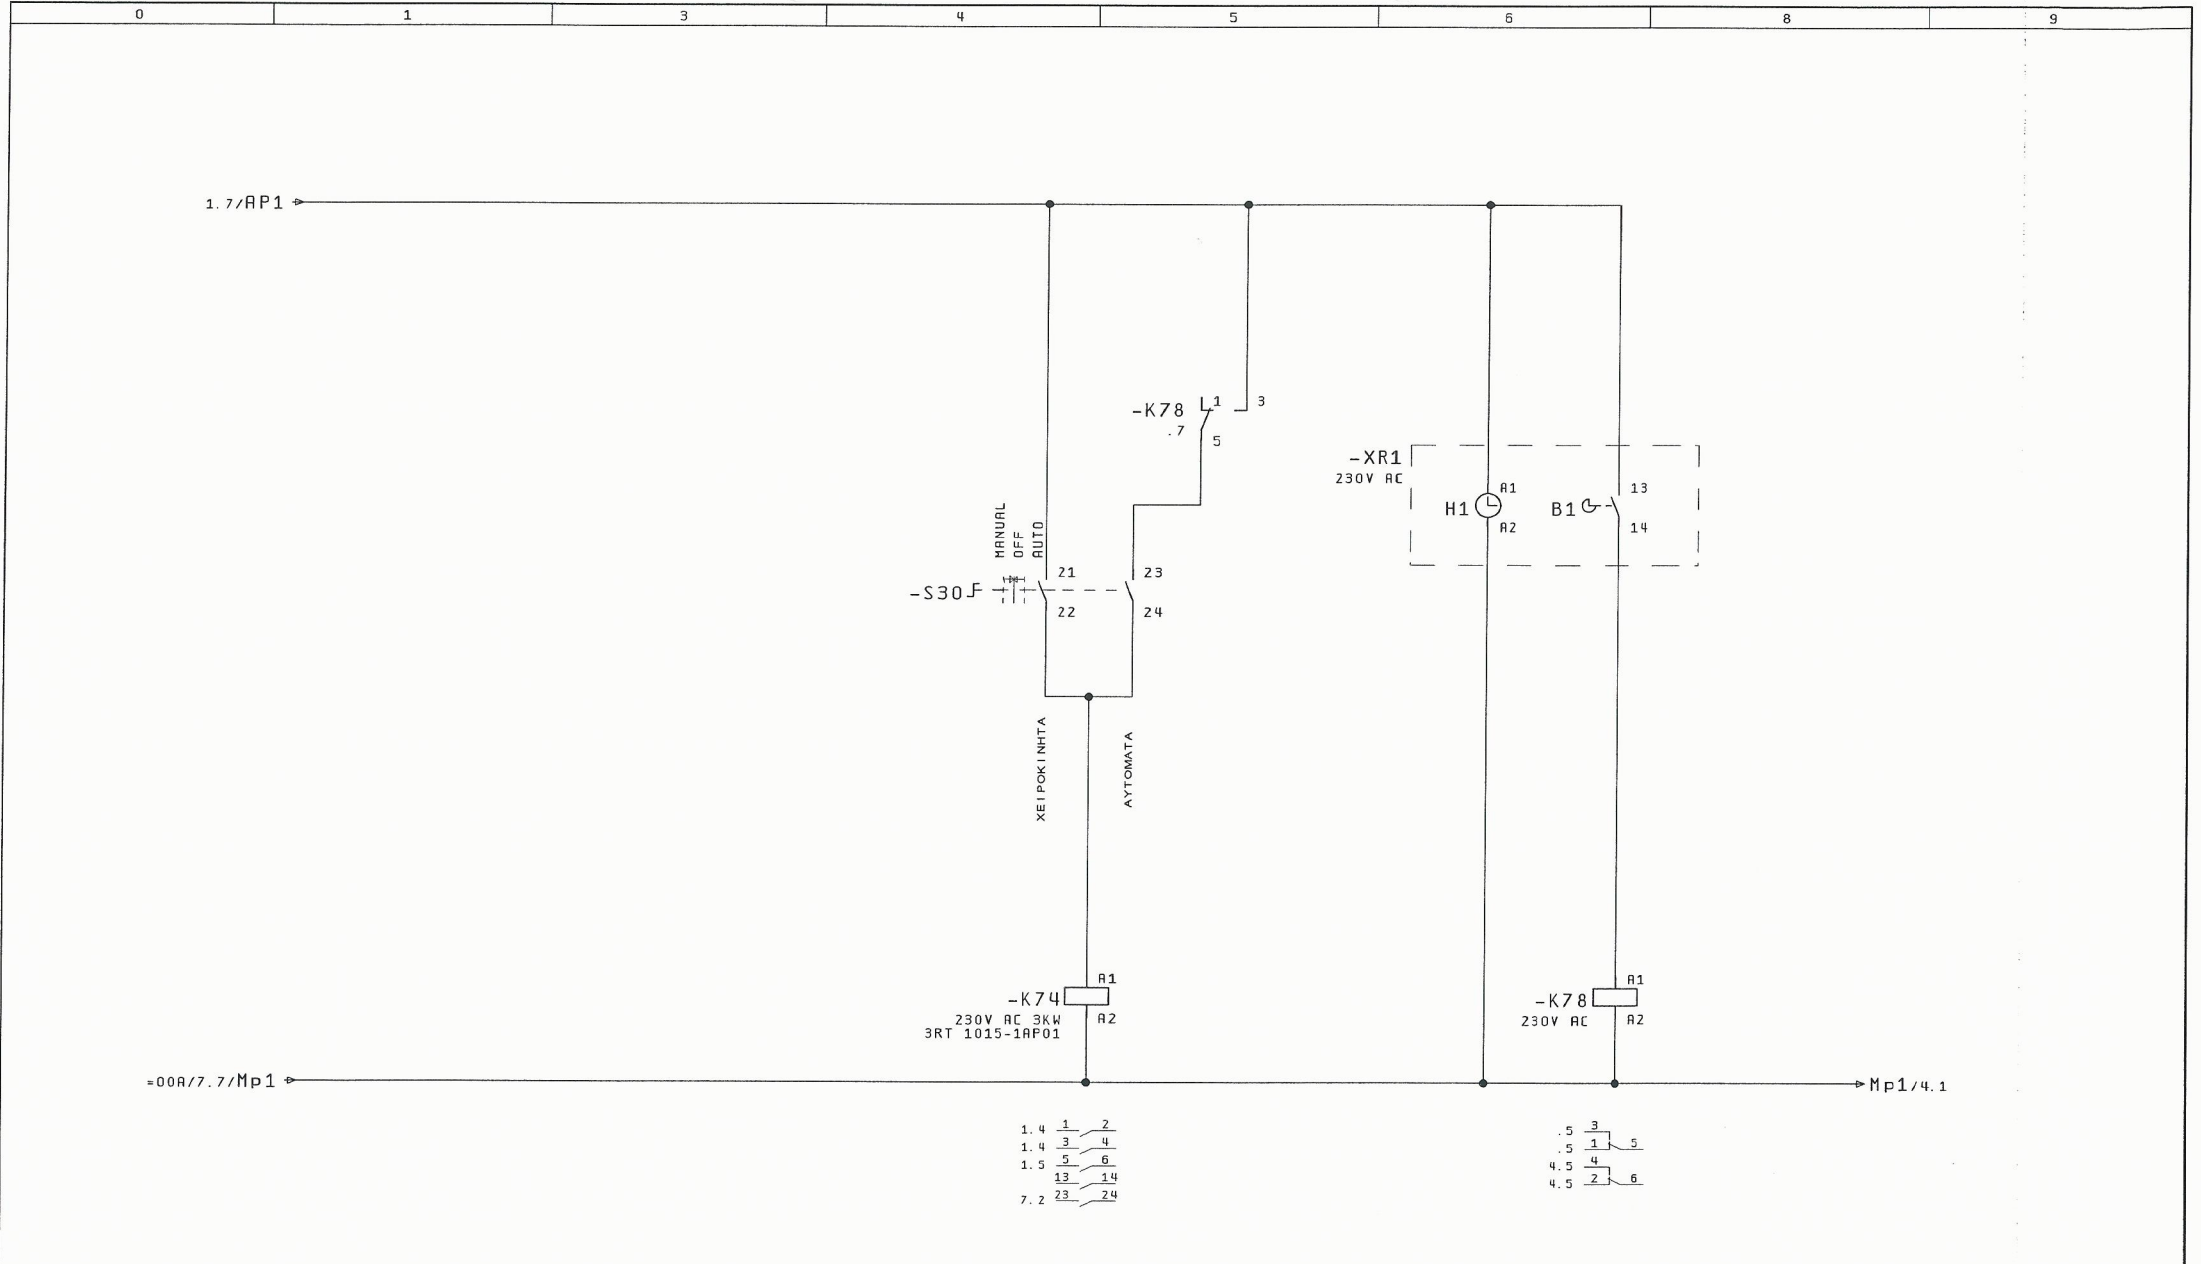 0 1 3 4 5 6 8 9
1.7/AP1
-K78 1 3
.7 5
-XR1
230V AC
H1 A1 B1 13
A2 14
MANUAL
OFF
AUTO
-S30 21 23
22 24
ΧΕΙΡΟΚΙΝΗΤΑ
ΑΥΤΟΜΑΤΑ
-K74 A1
230V AC 3KW A2
3RT 1015-1AP01
-K78 A1
230V AC A2
=00A/7.7/Mp1
Mp1/4.1
1.4 1 2
1.4 3 4
1.5 5 6
13 14
7.2 23 24
.5 3
.5 1 5
4.5 4
4.5 2 6